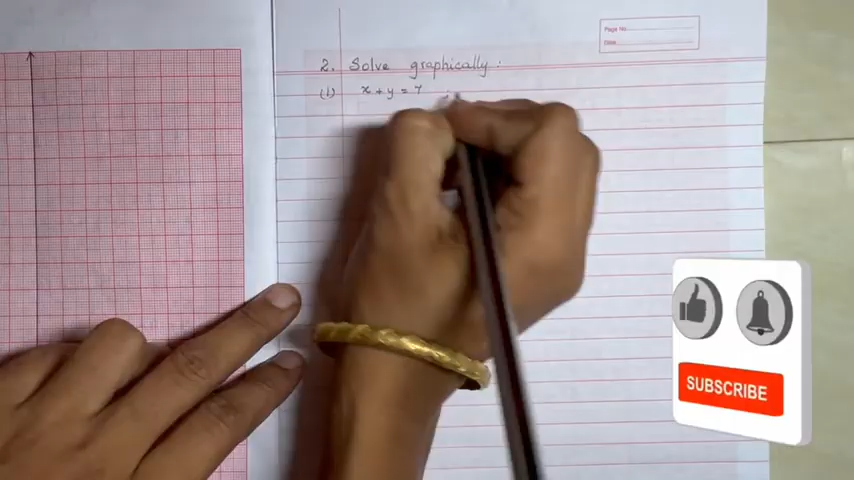 Page No
Date
2. Solve graphically :
(i) x + y = 7
SUBSCRIBE